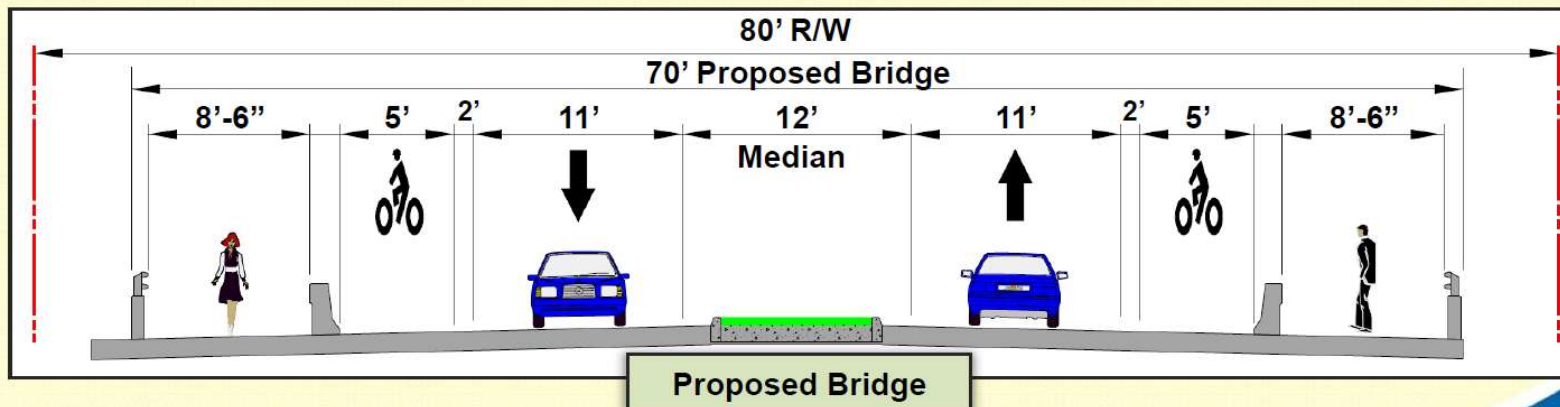 80’ R/W
70’ Proposed Bridge
8’-6” 5’ 2’ 11’ 12’ 11’ 2’ 5’ 8’-6”
Median
Proposed Bridge